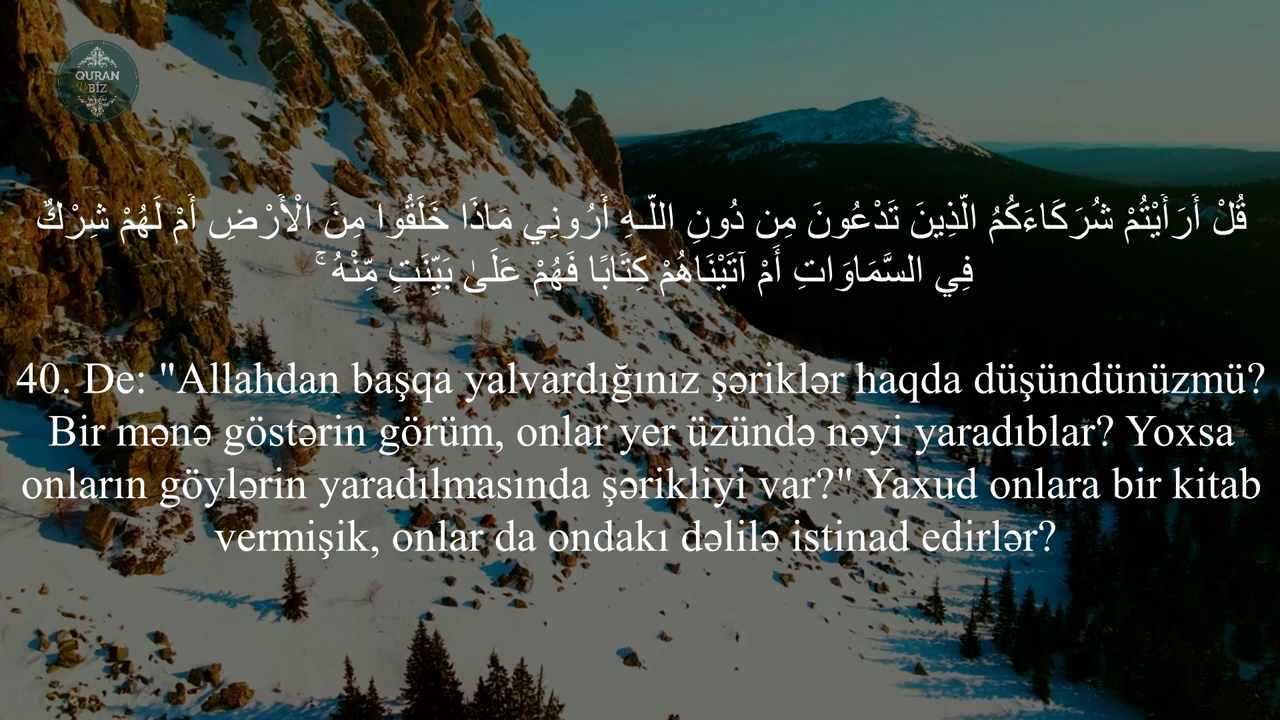 QURAN
VƏ BİZ
قُلْ أَرَأَيْتُمْ شُرَكَاءَكُمُ الَّذِينَ تَدْعُونَ مِن دُونِ اللَّـهِ أَرُونِي مَاذَا خَلَقُوا مِنَ الْأَرْضِ أَمْ لَهُمْ شِرْكٌ
فِي السَّمَاوَاتِ أَمْ آتَيْنَاهُمْ كِتَابًا فَهُمْ عَلَىٰ بَيِّنَتٍ مِّنْهُ ۚ
40. De: "Allahdan başqa yalvardığınız şəriklər haqda düşündünüzmü?
Bir mənə göstərin görüm, onlar yer üzündə nəyi yaradıblar? Yoxsa
onların göylərin yaradılmasında şərikliyi var?" Yaxud onlara bir kitab
vermişik, onlar da ondakı dəlilə istinad edirlər?